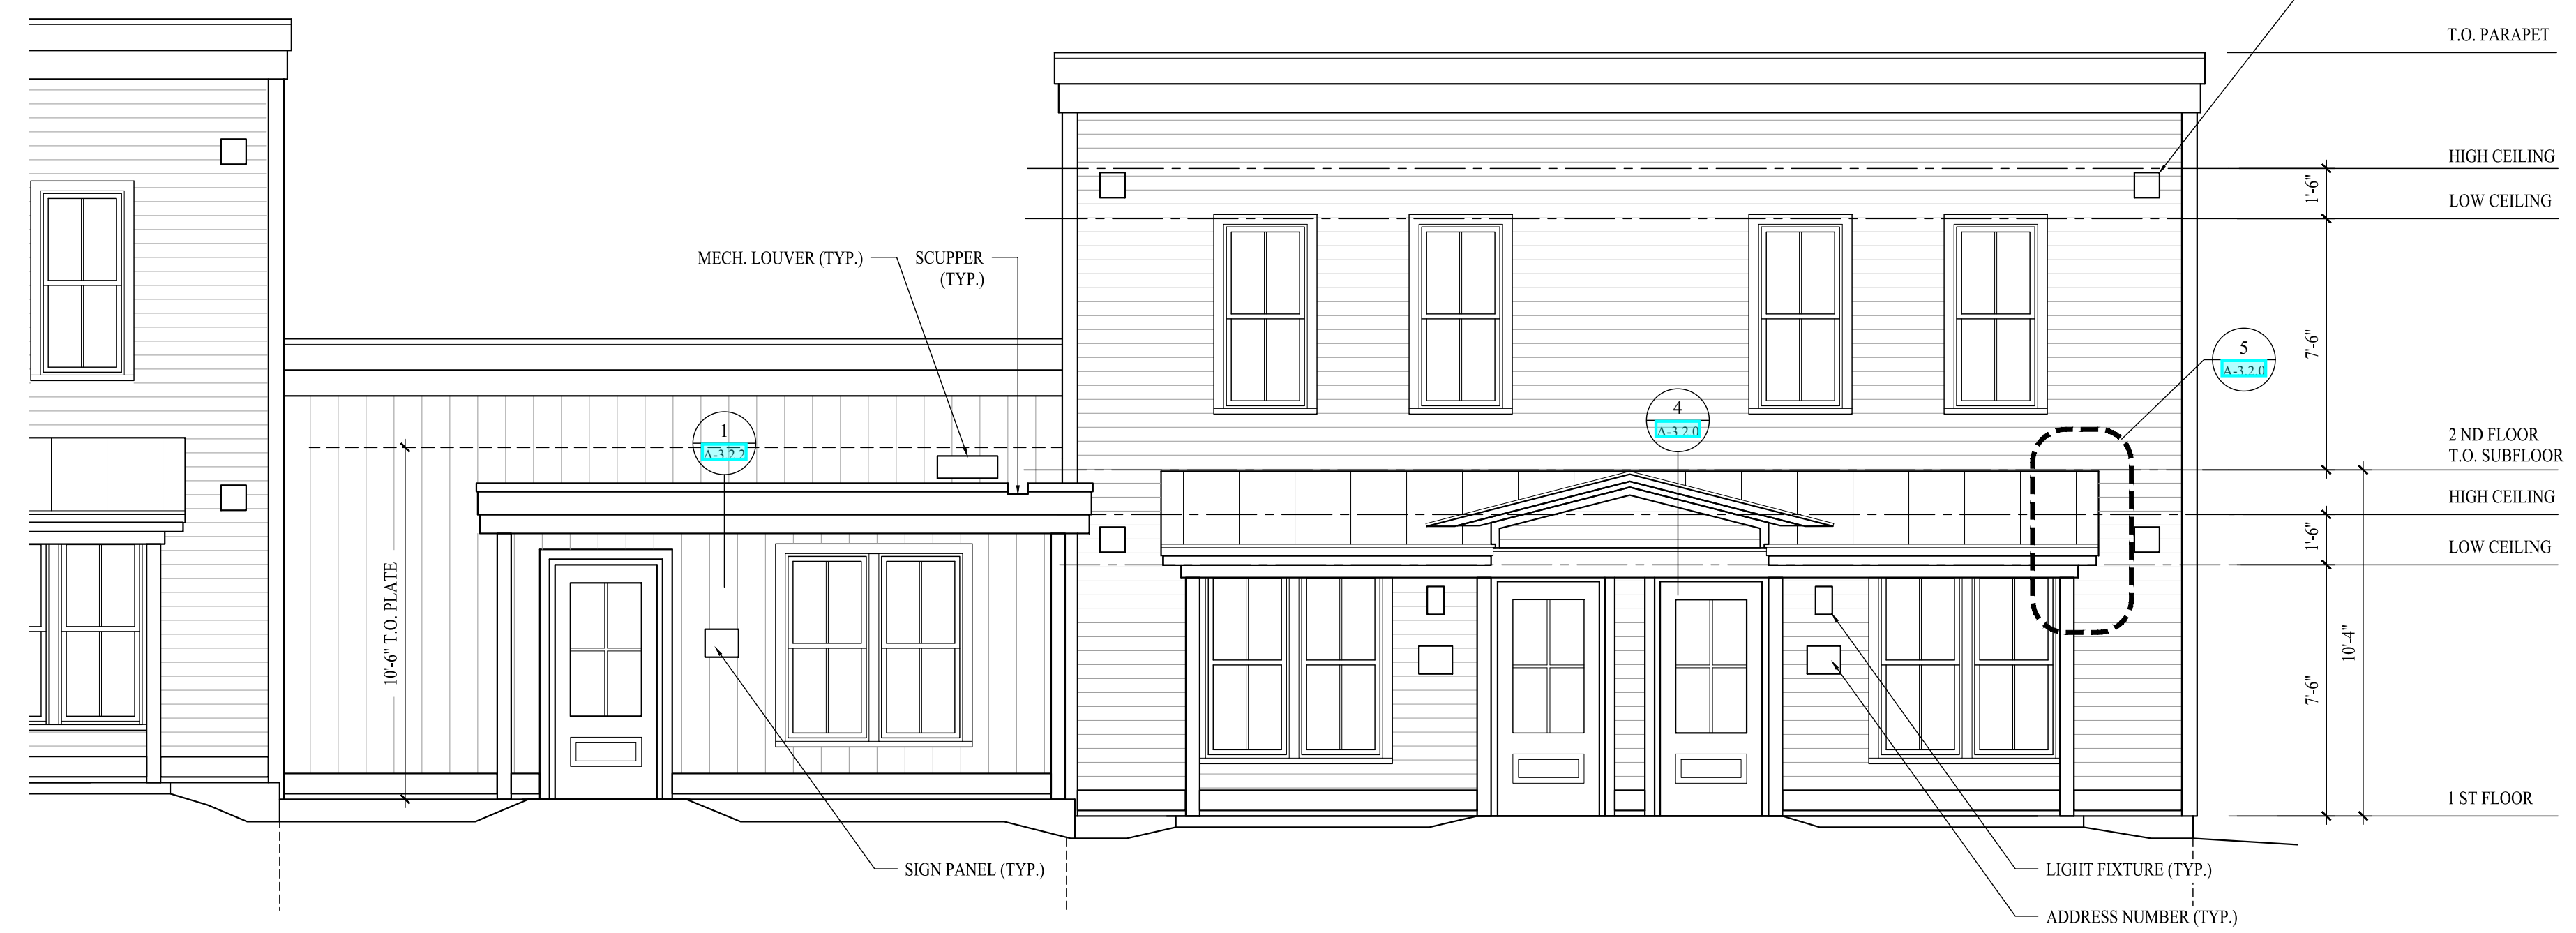 T.O. PARAPET
HIGH CEILING
1'-6"
LOW CEILING
MECH. LOUVER (TYP.)
SCUPPER
(TYP.)
7'-6"
5
A-3.2.0
1
A-3.2.2
4
A-3.2.0
2 ND FLOOR
T.O. SUBFLOOR
HIGH CEILING
1'-6"
LOW CEILING
10'-6" T.O. PLATE
10'-4"
7'-6"
1 ST FLOOR
SIGN PANEL (TYP.)
LIGHT FIXTURE (TYP.)
ADDRESS NUMBER (TYP.)